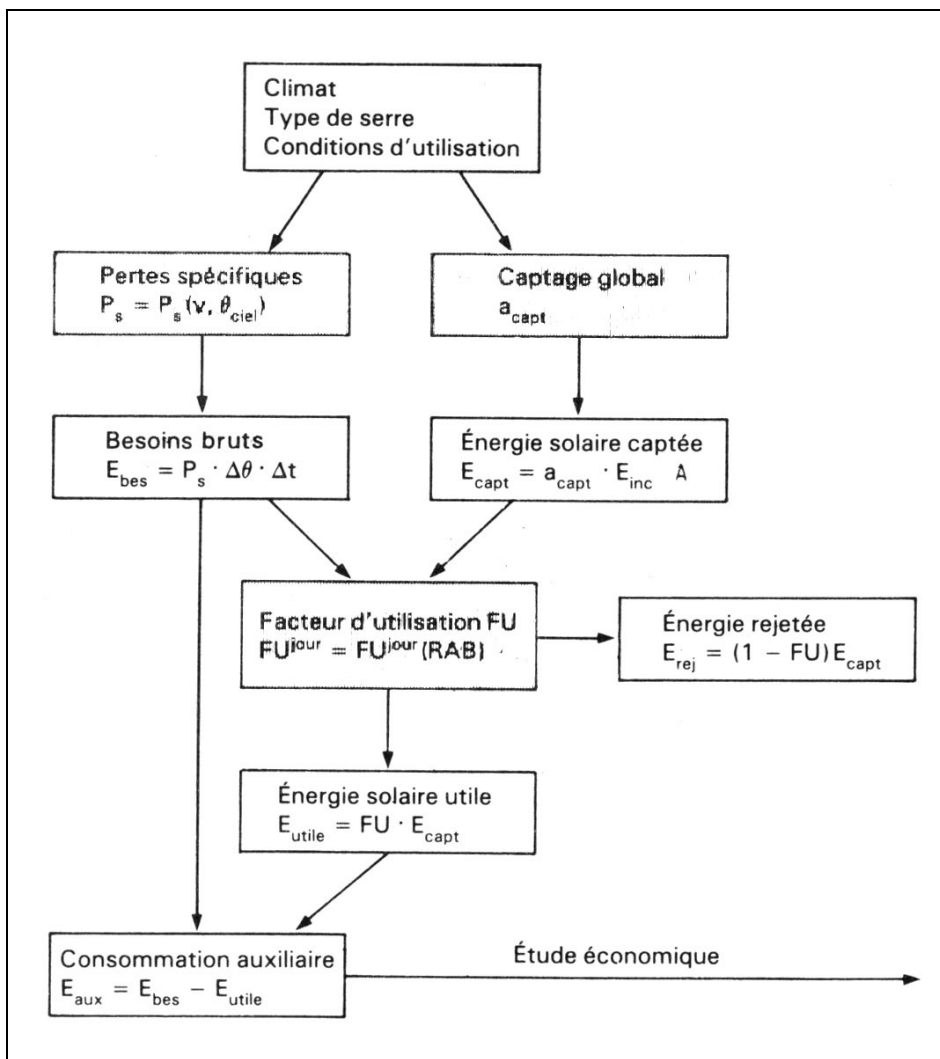 Climat
Type de serre
Conditions d'utilisation
Pertes spécifiques
P_s = P_s (v, θ_ciel)
Captage global
a_capt
Besoins bruts
E_bes = P_s · Δθ · Δt
Énergie solaire captée
E_capt = a_capt · E_inc A
Facteur d'utilisation FU
FU^jour = FU^jour (RAB)
Énergie rejetée
E_rej = (1 − FU) E_capt
Énergie solaire utile
E_utile = FU · E_capt
Consommation auxiliaire
E_aux = E_bes − E_utile
Étude économique